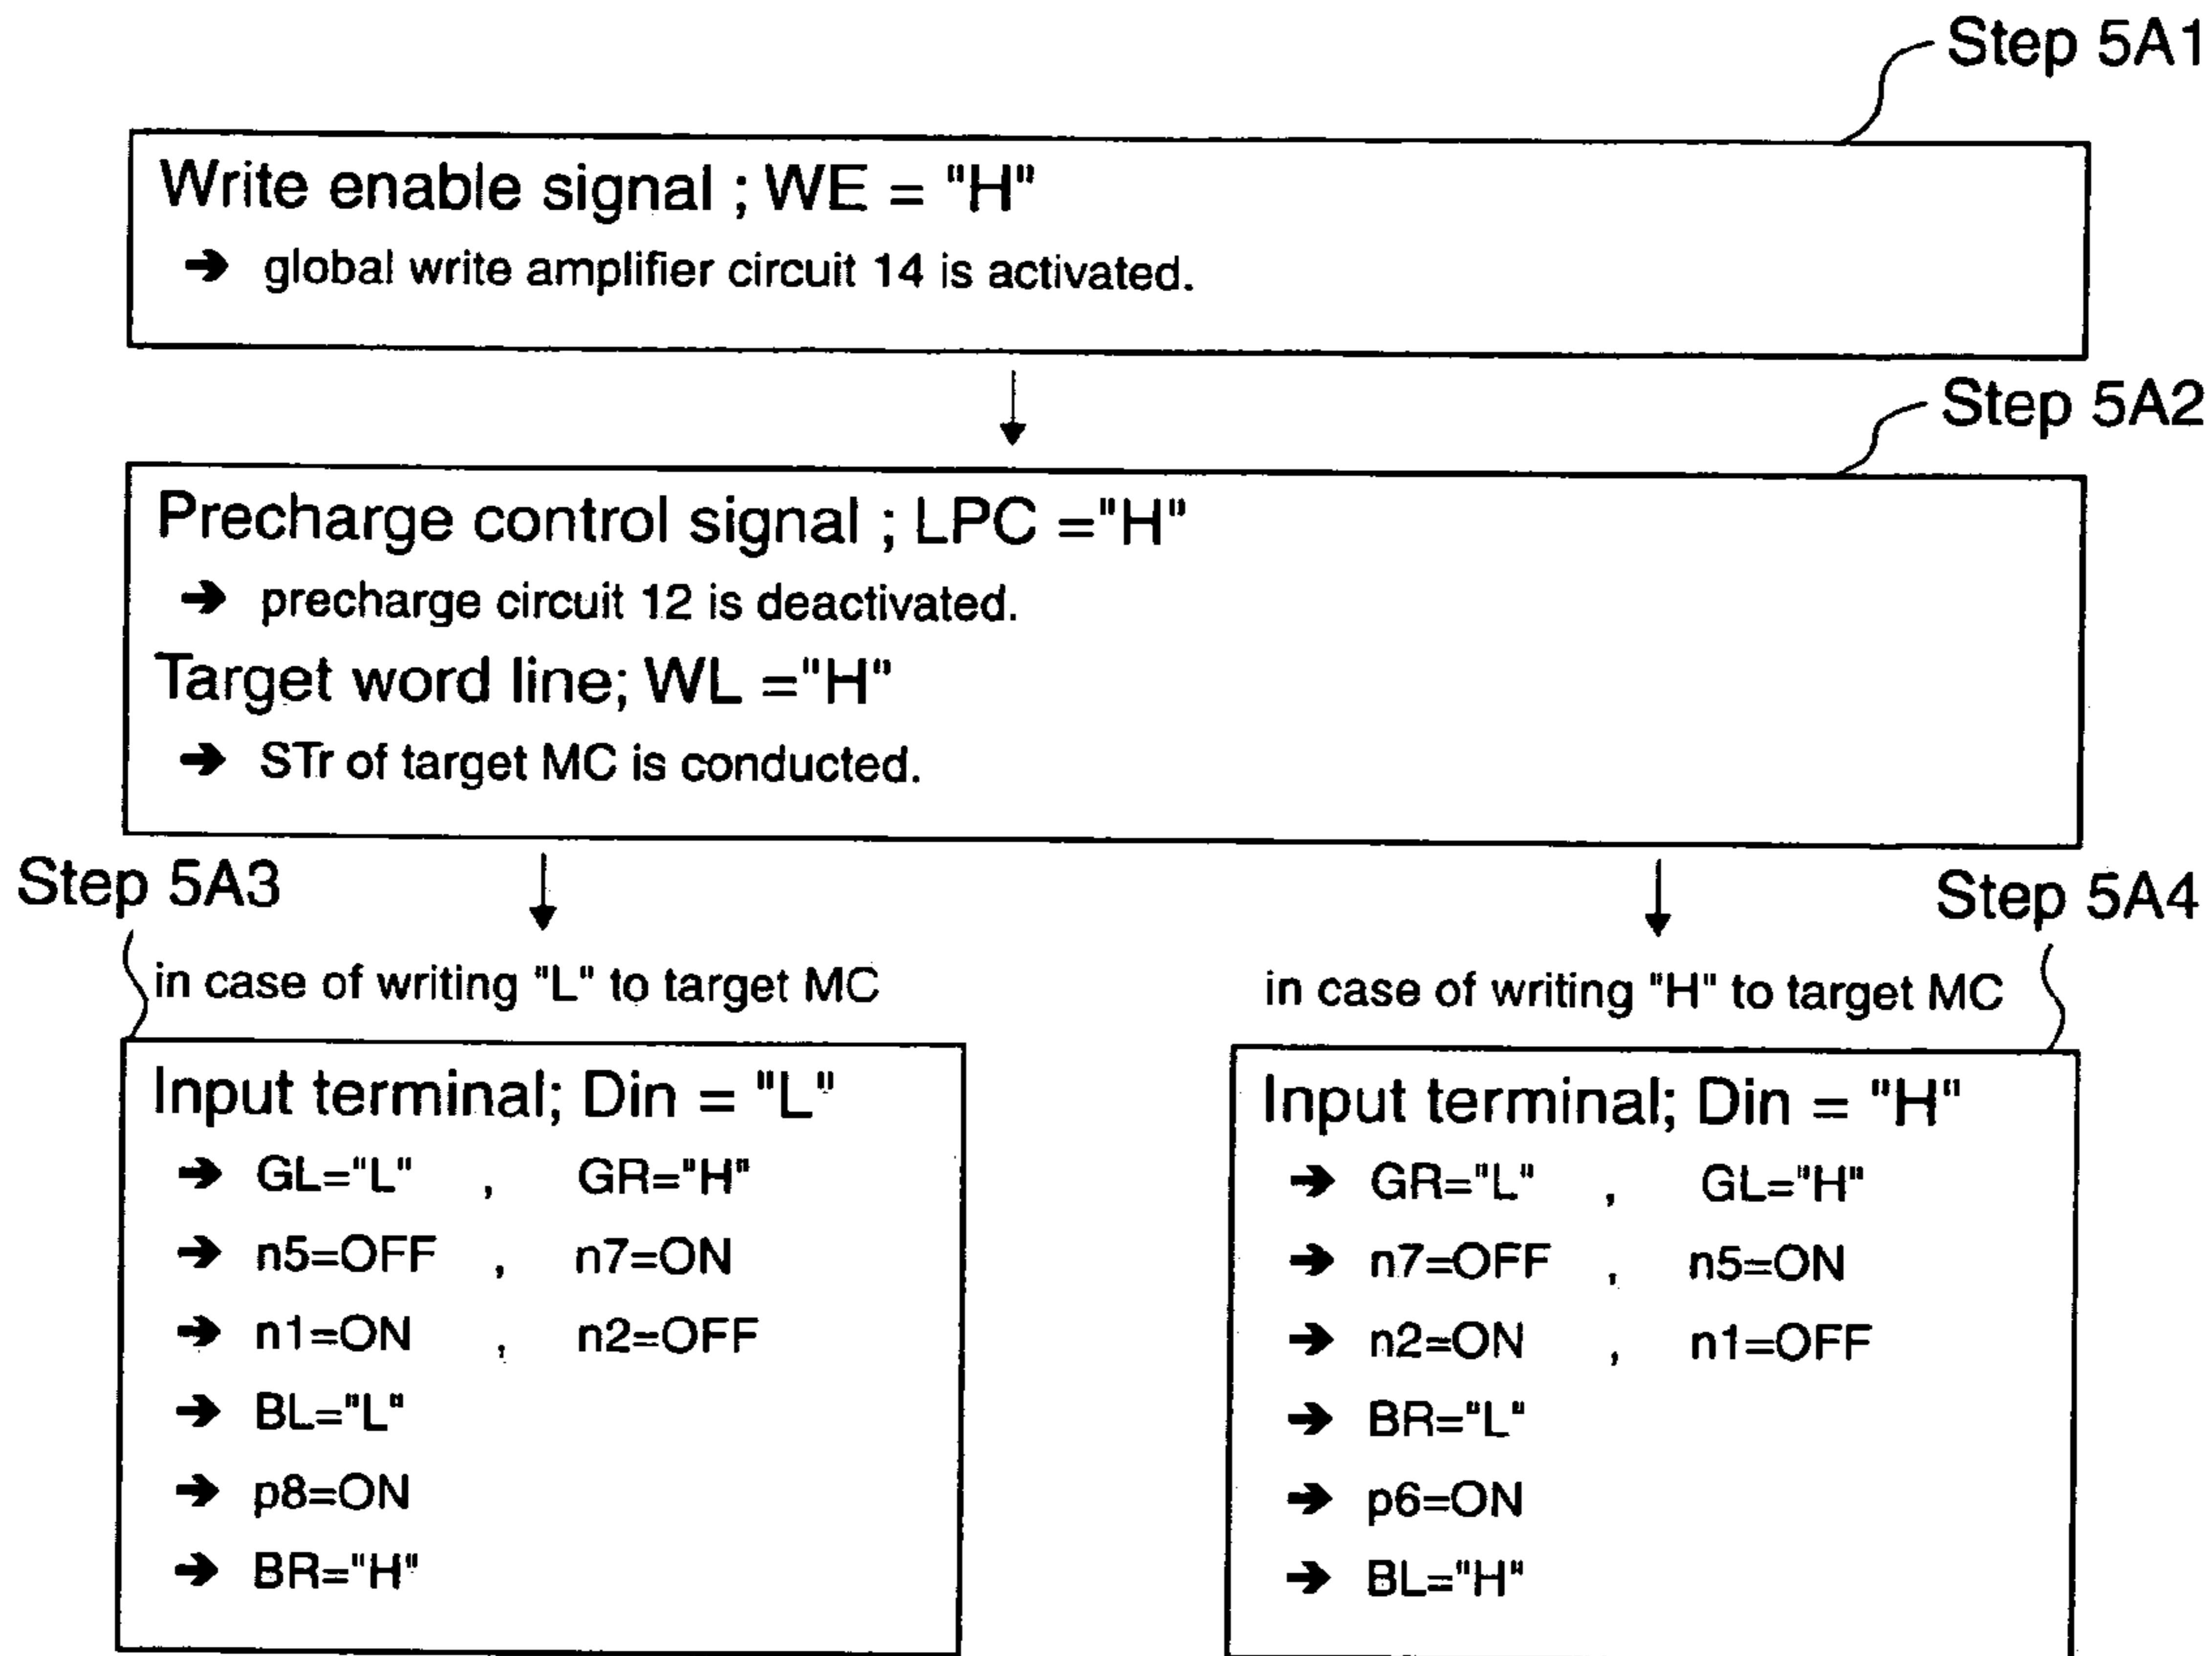 Step 5A1
Write enable signal ; WE = "H"
➔ global write amplifier circuit 14 is activated.
Step 5A2
Precharge control signal ; LPC ="H"
➔ precharge circuit 12 is deactivated.
Target word line; WL ="H"
➔ STr of target MC is conducted.
Step 5A3
in case of writing "L" to target MC
Input terminal; Din = "L"
➔ GL="L" , GR="H"
➔ n5=OFF , n7=ON
➔ n1=ON , n2=OFF
➔ BL="L"
➔ p8=ON
➔ BR="H"
Step 5A4
in case of writing "H" to target MC
Input terminal; Din = "H"
➔ GR="L" , GL="H"
➔ n7=OFF , n5=ON
➔ n2=ON , n1=OFF
➔ BR="L"
➔ p6=ON
➔ BL="H"